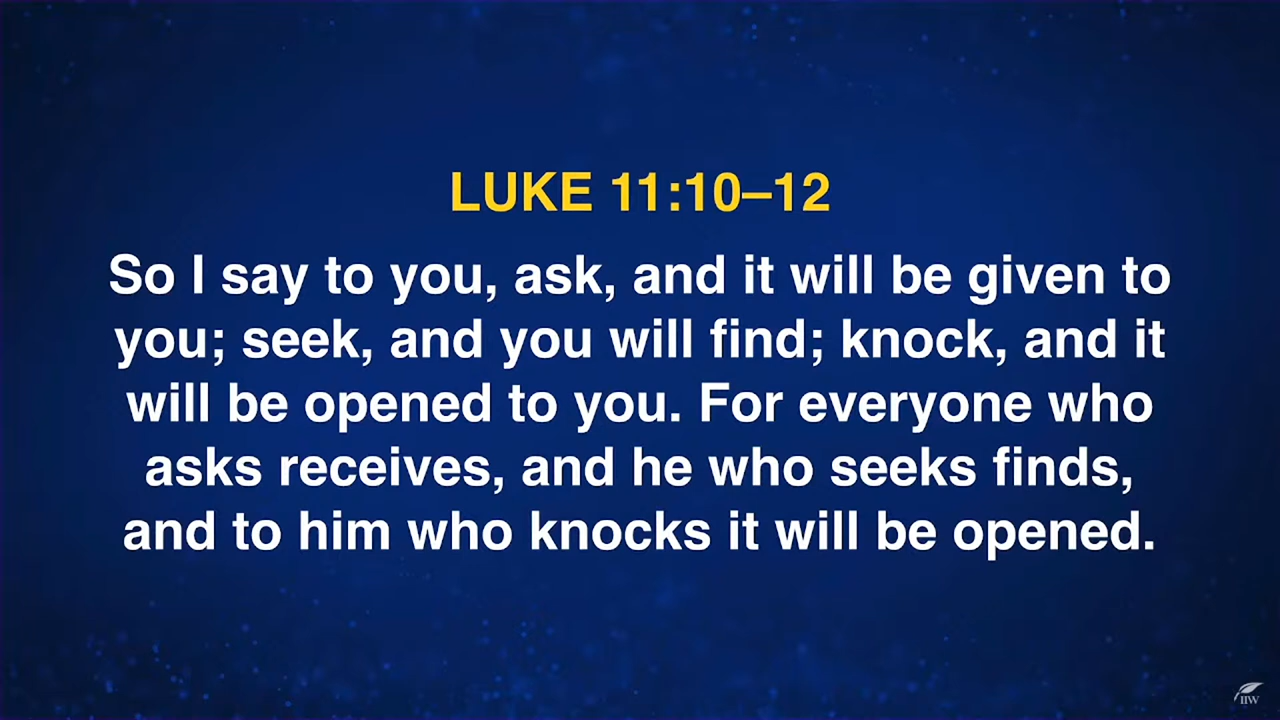 LUKE 11:10–12
So I say to you, ask, and it will be given to
you; seek, and you will find; knock, and it
will be opened to you. For everyone who
asks receives, and he who seeks finds,
and to him who knocks it will be opened.
IIW